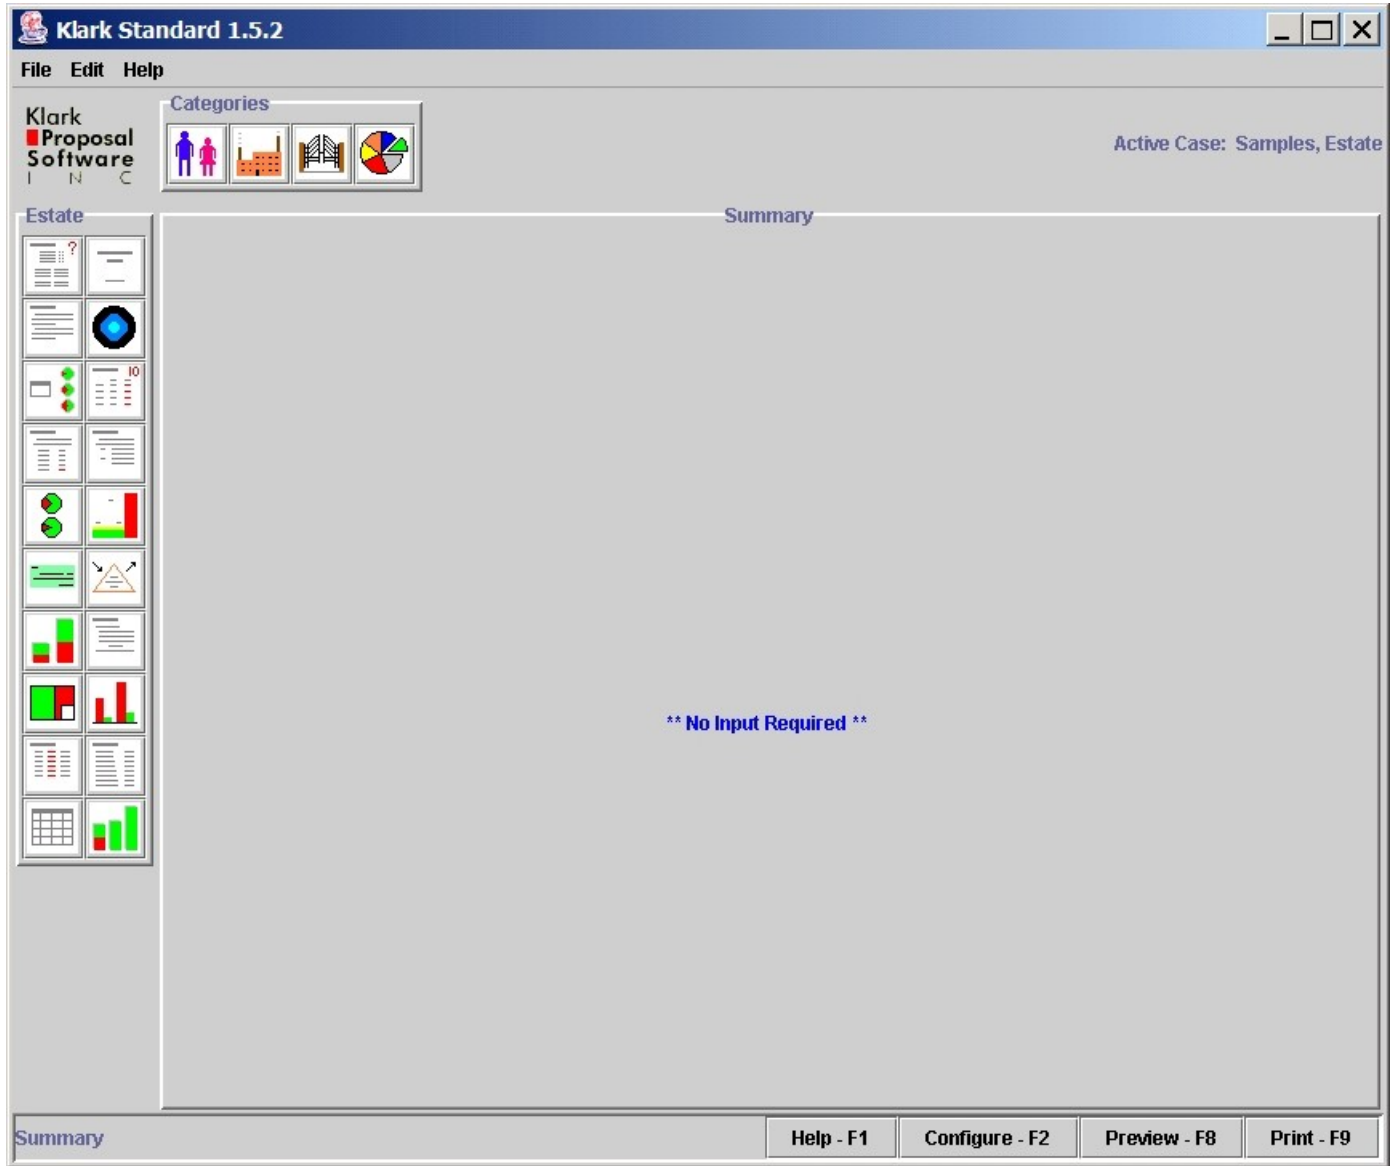 Klark Standard 1.5.2
File Edit Help
Klark
Proposal
Software
I N C
Categories
Active Case: Samples, Estate
Estate
?
10
Summary
** No Input Required **
Summary
Help - F1
Configure - F2
Preview - F8
Print - F9